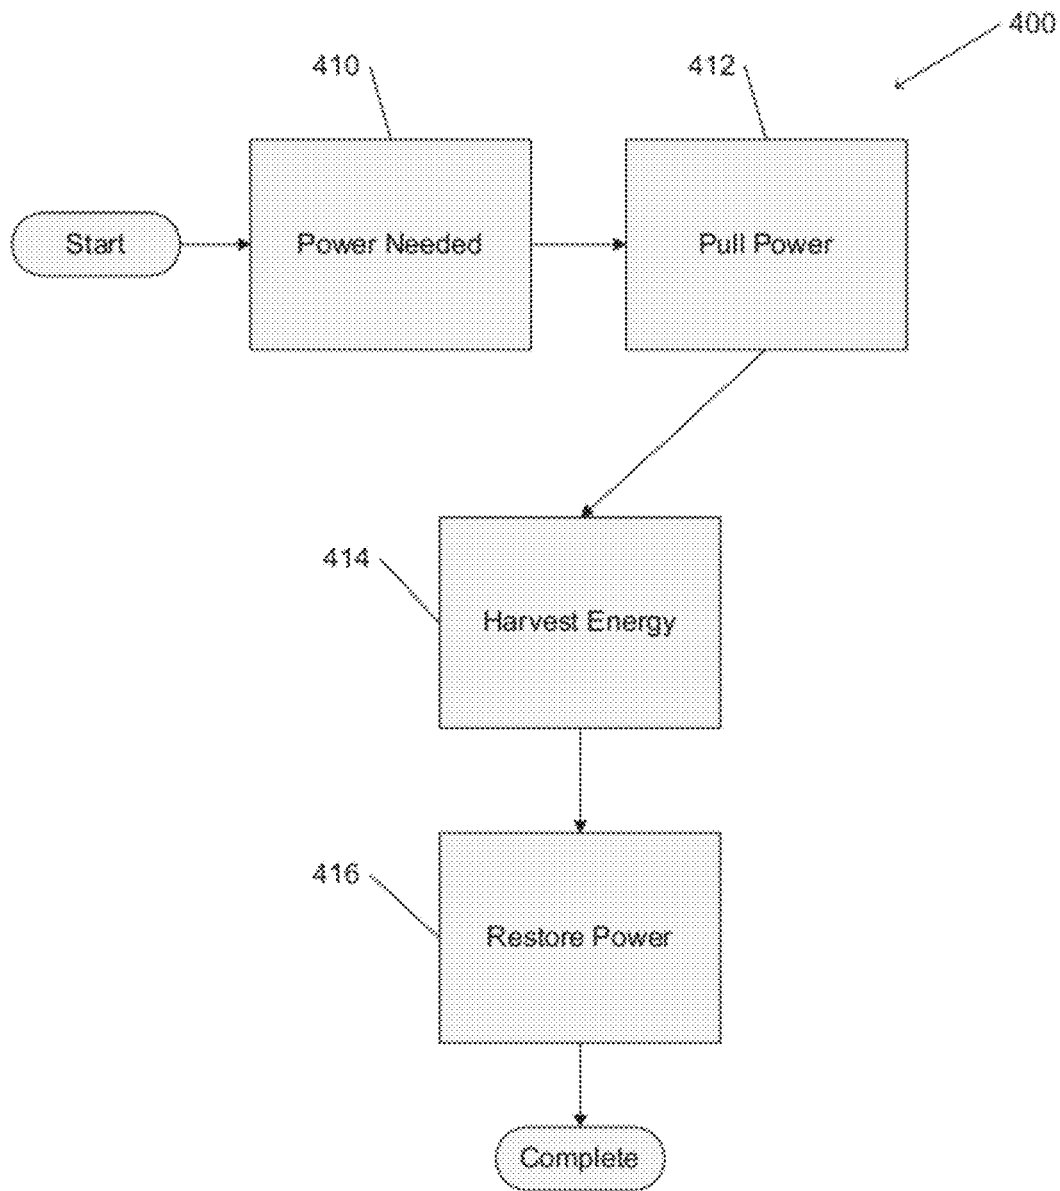 400
410
412
Start
Power Needed
Pull Power
414
Harvest Energy
416
Restore Power
Complete